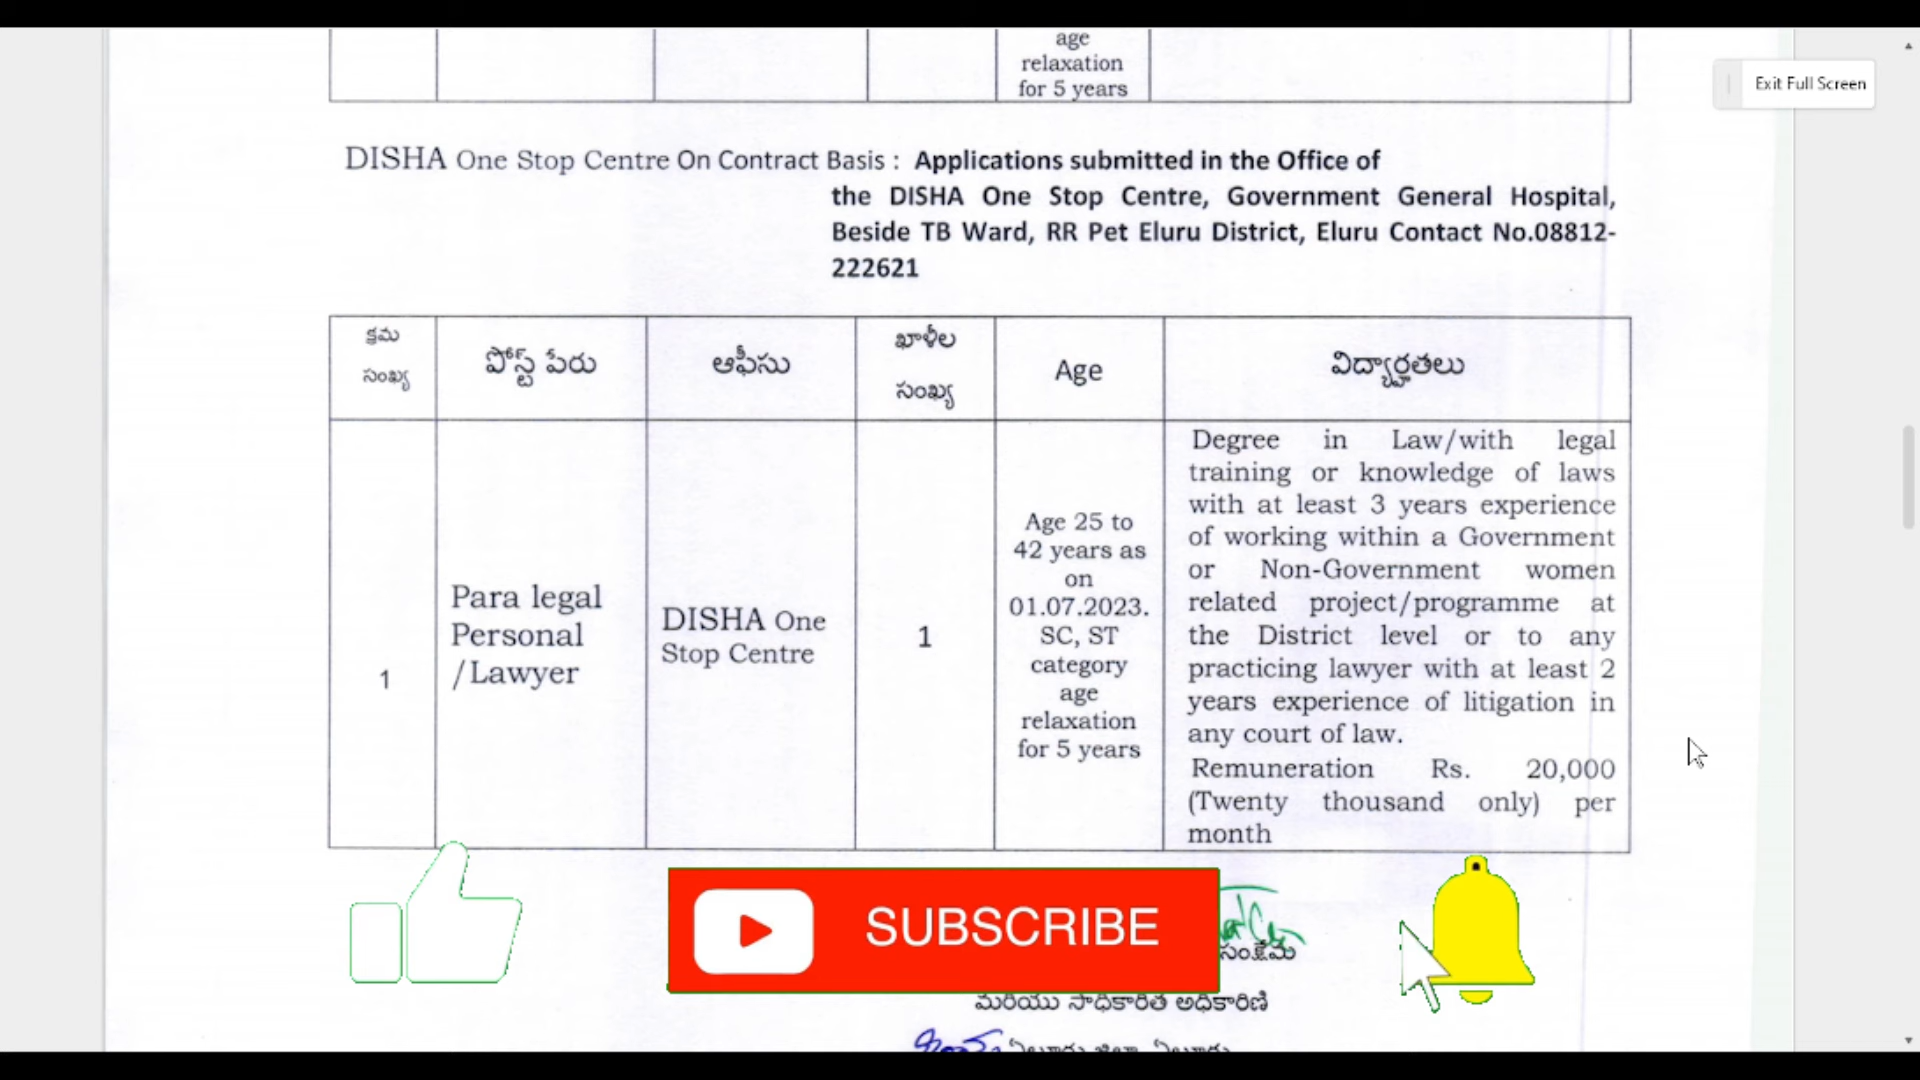 age
relaxation
for 5 years
Exit Full Screen
DISHA One Stop Centre On Contract Basis : Applications submitted in the Office of
the DISHA One Stop Centre, Government General Hospital,
Beside TB Ward, RR Pet Eluru District, Eluru Contact No.08812-
222621
క్రమ
సంఖ్య
పోస్ట్ పేరు
ఆఫీసు
ఖాళీల
సంఖ్య
Age
విద్యార్హతలు
1
Para legal
Personal
/Lawyer
DISHA One
Stop Centre
1
Age 25 to
42 years as
on
01.07.2023.
SC, ST
category
age
relaxation
for 5 years
Degree in Law/with legal
training or knowledge of laws
with at least 3 years experience
of working within a Government
or Non-Government women
related project/programme at
the District level or to any
practicing lawyer with at least 2
years experience of litigation in
any court of law.
Remuneration Rs. 20,000
(Twenty thousand only) per
month
SUBSCRIBE
సంక్షేమ
మరియు సాధికారిత అధికారిణి
ఏలూరు జిల్లా, ఏలూరు